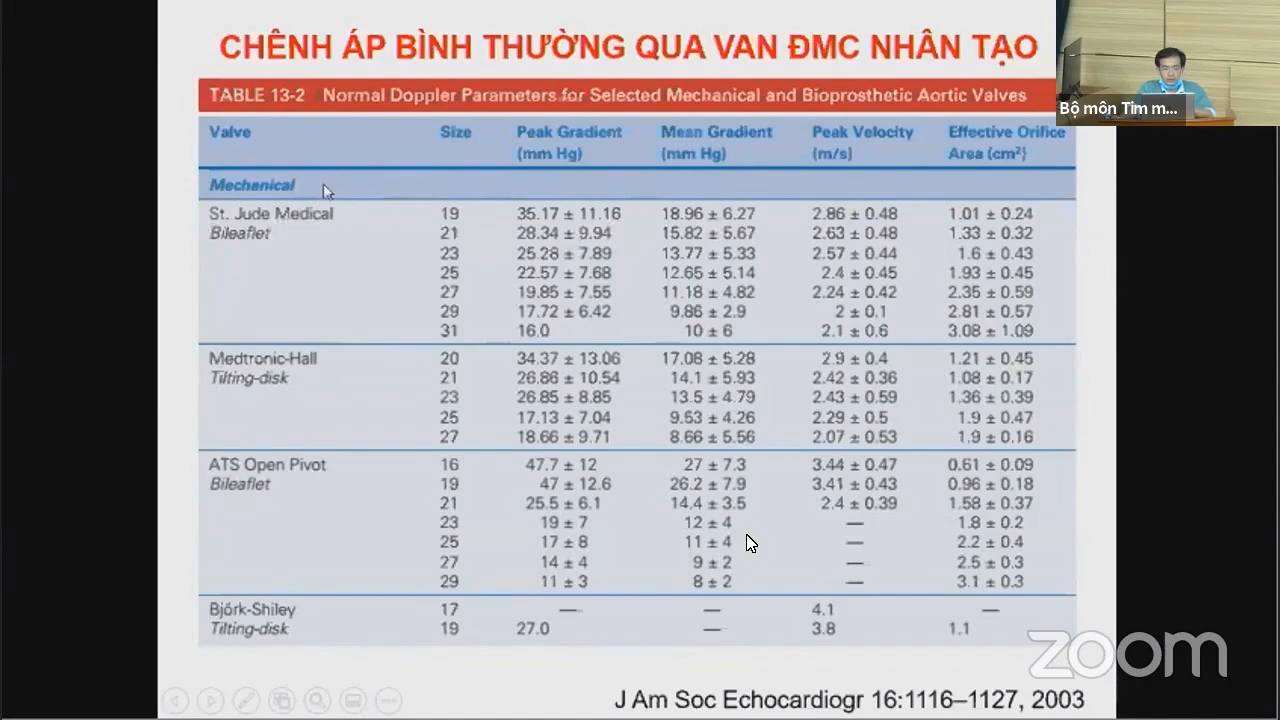 CHÊNH ÁP BÌNH THƯỜNG QUA VAN ĐMC NHÂN TẠO
Bộ môn Tim m...
TABLE 13-2 Normal Doppler Parameters for Selected Mechanical and Bioprosthetic Aortic Valves
Valve Size Peak Gradient (mm Hg) Mean Gradient (mm Hg) Peak Velocity (m/s) Effective Orifice Area (cm²)
Mechanical
St. Jude Medical 19 35.17 ± 11.16 18.96 ± 6.27 2.86 ± 0.48 1.01 ± 0.24
Bileaflet 21 28.34 ± 9.94 15.82 ± 5.67 2.63 ± 0.48 1.33 ± 0.32
23 25.28 ± 7.89 13.77 ± 5.33 2.57 ± 0.44 1.6 ± 0.43
25 22.57 ± 7.68 12.65 ± 5.14 2.4 ± 0.45 1.93 ± 0.45
27 19.85 ± 7.55 11.18 ± 4.82 2.24 ± 0.42 2.35 ± 0.59
29 17.72 ± 6.42 9.86 ± 2.9 2 ± 0.1 2.81 ± 0.57
31 16.0 10 ± 6 2.1 ± 0.6 3.08 ± 1.09
Medtronic-Hall 20 34.37 ± 13.06 17.08 ± 5.28 2.9 ± 0.4 1.21 ± 0.45
Tilting-disk 21 26.86 ± 10.54 14.1 ± 5.93 2.42 ± 0.36 1.08 ± 0.17
23 26.85 ± 8.85 13.5 ± 4.79 2.43 ± 0.59 1.36 ± 0.39
25 17.13 ± 7.04 9.53 ± 4.26 2.29 ± 0.5 1.9 ± 0.47
27 18.66 ± 9.71 8.66 ± 5.56 2.07 ± 0.53 1.9 ± 0.16
ATS Open Pivot 16 47.7 ± 12 27 ± 7.3 3.44 ± 0.47 0.61 ± 0.09
Bileaflet 19 47 ± 12.6 26.2 ± 7.9 3.41 ± 0.43 0.96 ± 0.18
21 25.5 ± 6.1 14.4 ± 3.5 2.4 ± 0.39 1.58 ± 0.37
23 19 ± 7 12 ± 4 — 1.8 ± 0.2
25 17 ± 8 11 ± 4 — 2.2 ± 0.4
27 14 ± 4 9 ± 2 — 2.5 ± 0.3
29 11 ± 3 8 ± 2 — 3.1 ± 0.3
Björk-Shiley 17 — — 4.1 —
Tilting-disk 19 27.0 — 3.8 1.1
zoom
J Am Soc Echocardiogr 16:1116–1127, 2003